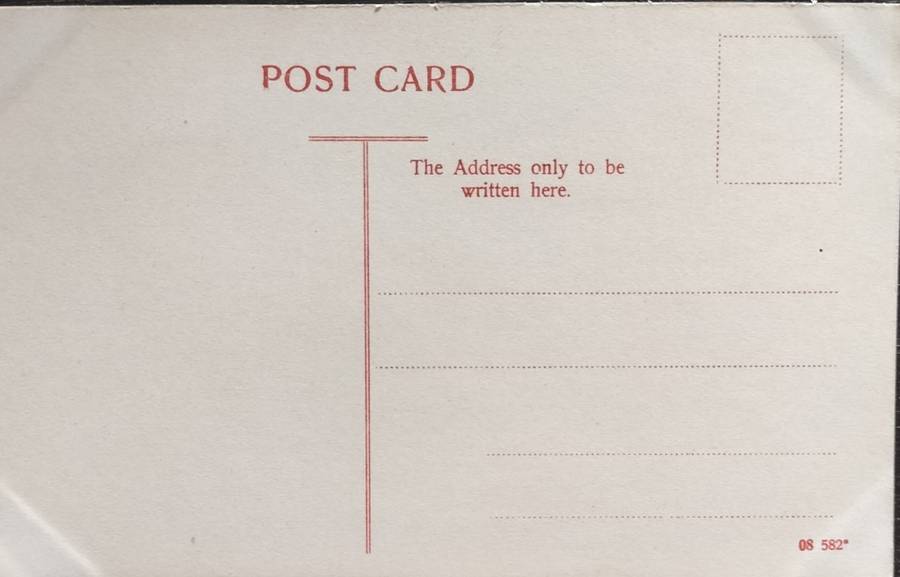 POST CARD
The Address only to be
written here.
08 582*